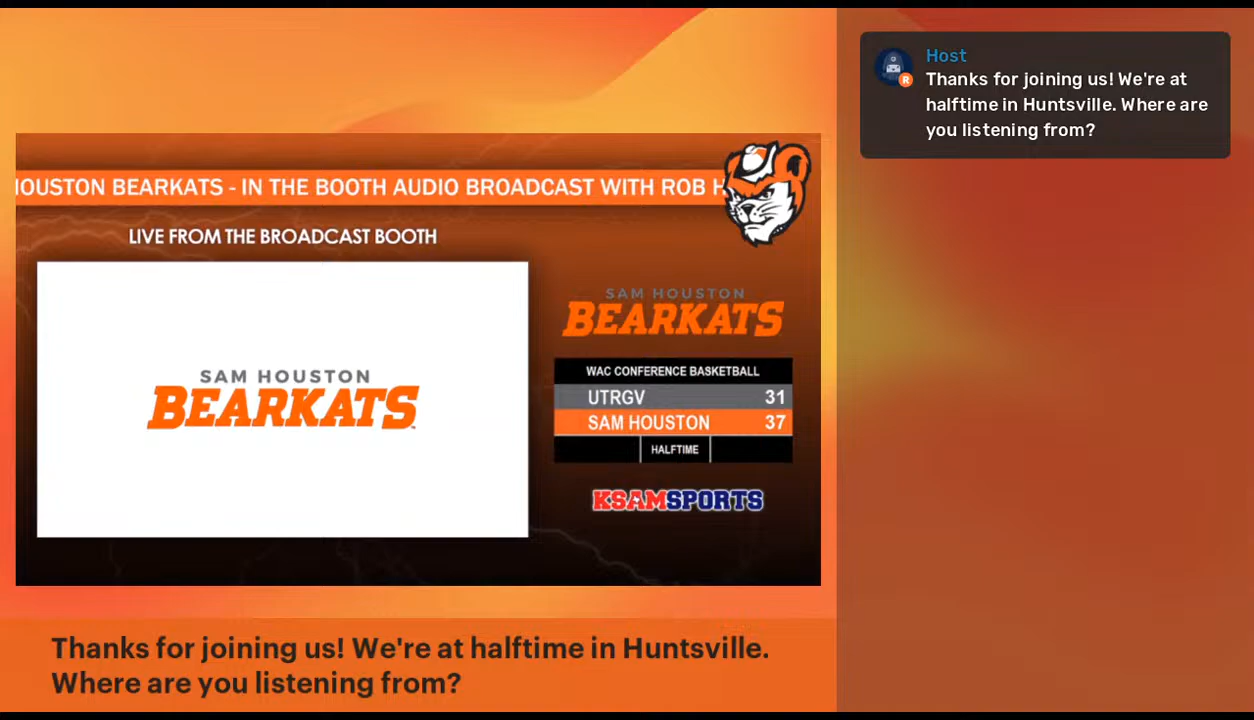 Host
Thanks for joining us! We're at
halftime in Huntsville. Where are
you listening from?
R
HOUSTON BEARKATS - IN THE BOOTH AUDIO BROADCAST WITH ROB H
LIVE FROM THE BROADCAST BOOTH
SAM HOUSTON
BEARKATS
SAM HOUSTON
BEARKATS
WAC CONFERENCE BASKETBALL
UTRGV 31
SAM HOUSTON 37
HALFTIME
KSAMSPORTS
Thanks for joining us! We're at halftime in Huntsville.
Where are you listening from?